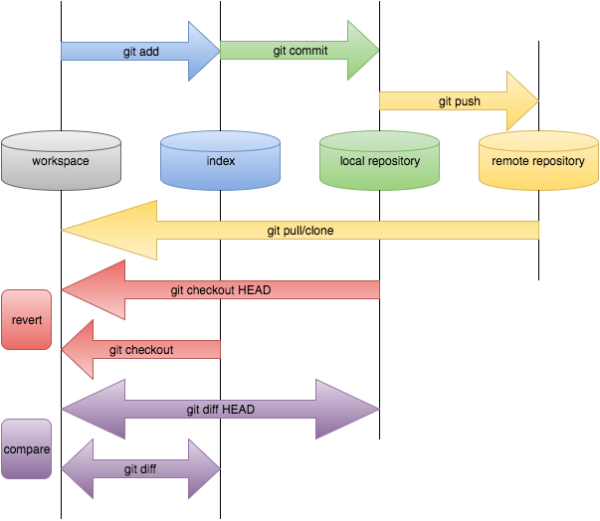 git add
git commit
git push
workspace
index
local repository
remote repository
git pull/clone
git checkout HEAD
revert
git checkout
git diff HEAD
compare
git diff